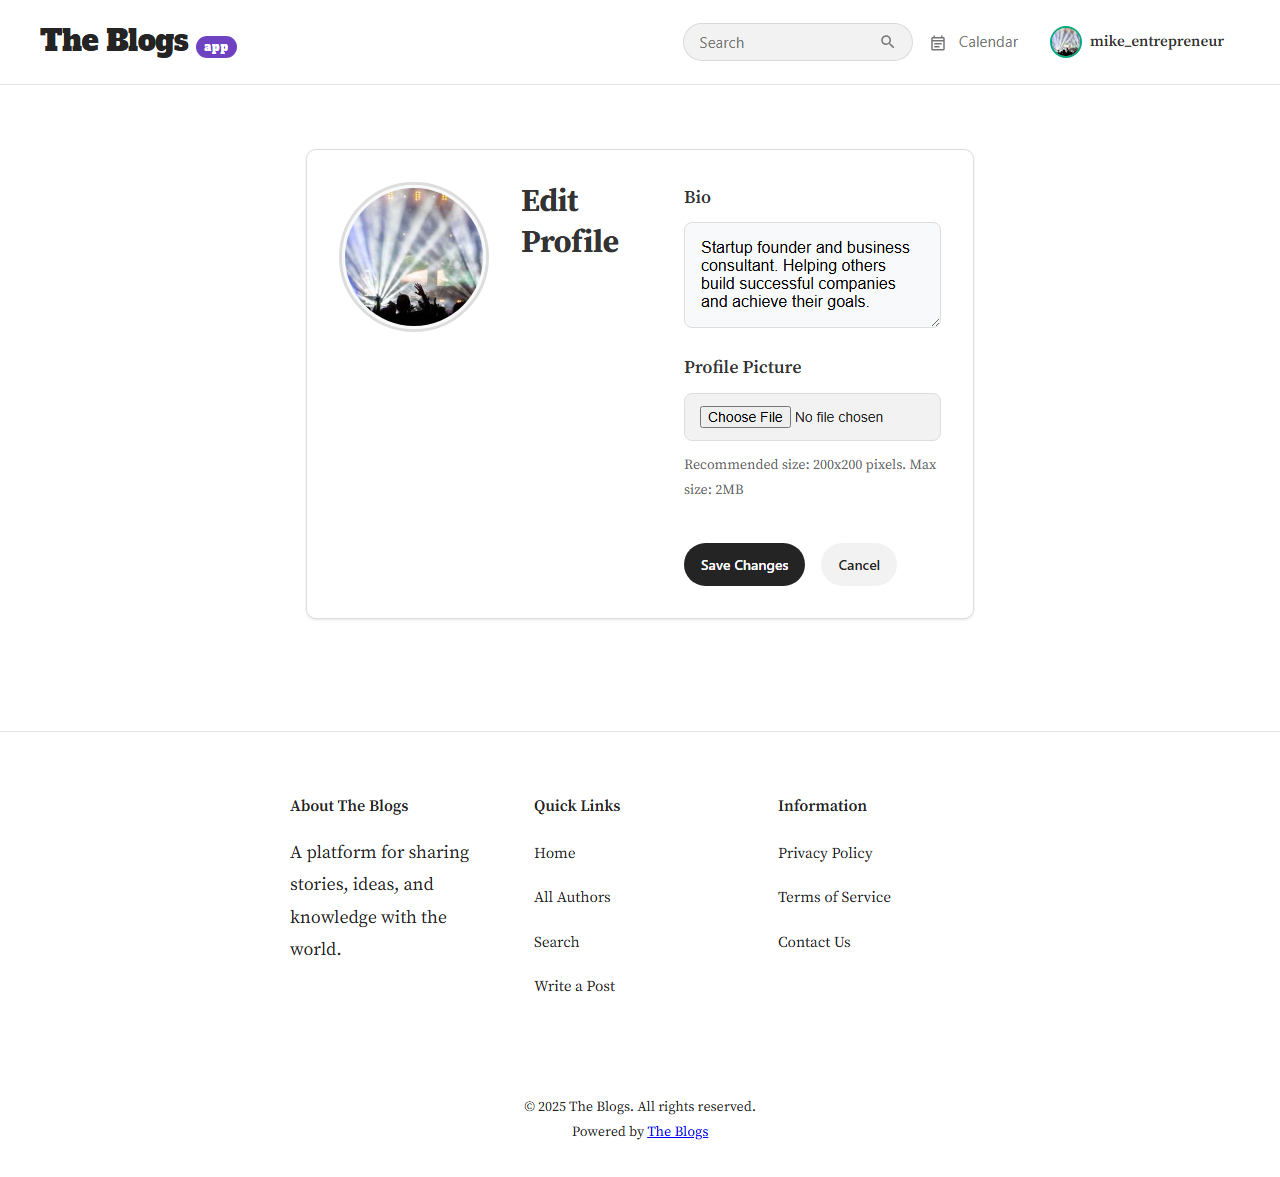 The Blogs app
Search
Calendar
mike_entrepreneur
Edit
Profile
Bio
Startup founder and business
consultant. Helping others
build successful companies
and achieve their goals.
Profile Picture
Choose File No file chosen
Recommended size: 200x200 pixels. Max
size: 2MB
Save Changes
Cancel
About The Blogs
A platform for sharing
stories, ideas, and
knowledge with the
world.
Quick Links
Home
All Authors
Search
Write a Post
Information
Privacy Policy
Terms of Service
Contact Us
© 2025 The Blogs. All rights reserved.
Powered by The Blogs